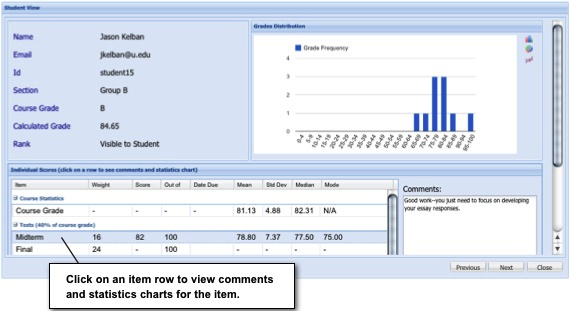 Student View
Name Jason Kelban
Email jkelban@u.edu
Id student15
Section Group B
Course Grade B
Calculated Grade 84.65
Rank Visible to Student
Grades Distribution
Grade Frequency
4
3
2
1
0
0-4 5-9 10-14 15-19 20-24 25-29 30-34 35-39 40-44 45-49 50-54 55-59 60-64 65-69 70-74 75-79 80-84 85-89 90-94 95-100
Individual Scores (click on a row to see comments and statistics chart)
Item Weight Score Out of Date Due Mean Std Dev Median Mode
Course Statistics
Course Grade - - - - 81.13 4.88 82.31 N/A
Tests (40% of course grade)
Midterm 16 82 100 78.80 7.37 77.50 75.00
Final 24 - 100 - - - -
Comments:
Good work--you just need to focus on developing
your essay responses.
Previous Next Close
Click on an item row to view comments
and statistics charts for the item.